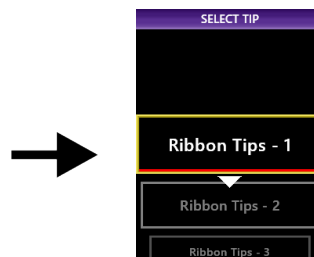 SELECT TIP
Ribbon Tips - 1
Ribbon Tips - 2
Ribbon Tips - 3